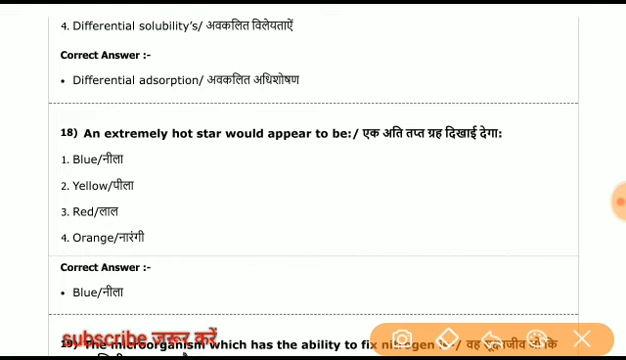 4. Differential solubility's/ अवकलित विलेयताऐं
Correct Answer :-
• Differential adsorption/ अवकलित अधिशोषण
18) An extremely hot star would appear to be:/ एक अति तप्त ग्रह दिखाई देगा:
1. Blue/नीला
2. Yellow/पीला
3. Red/लाल
4. Orange/नारंगी
Correct Answer :-
• Blue/नीला
subscribe जरूर करें
19) The microorganism which has the ability to fix nitrogen